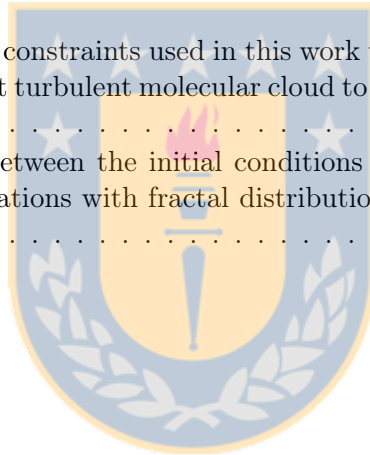 constraints used in this work
t turbulent molecular cloud to
. . . . . . . . . . . . . . . .
etween the initial conditions
ations with fractal distributio
. . . . . . . . . . . . . . . .